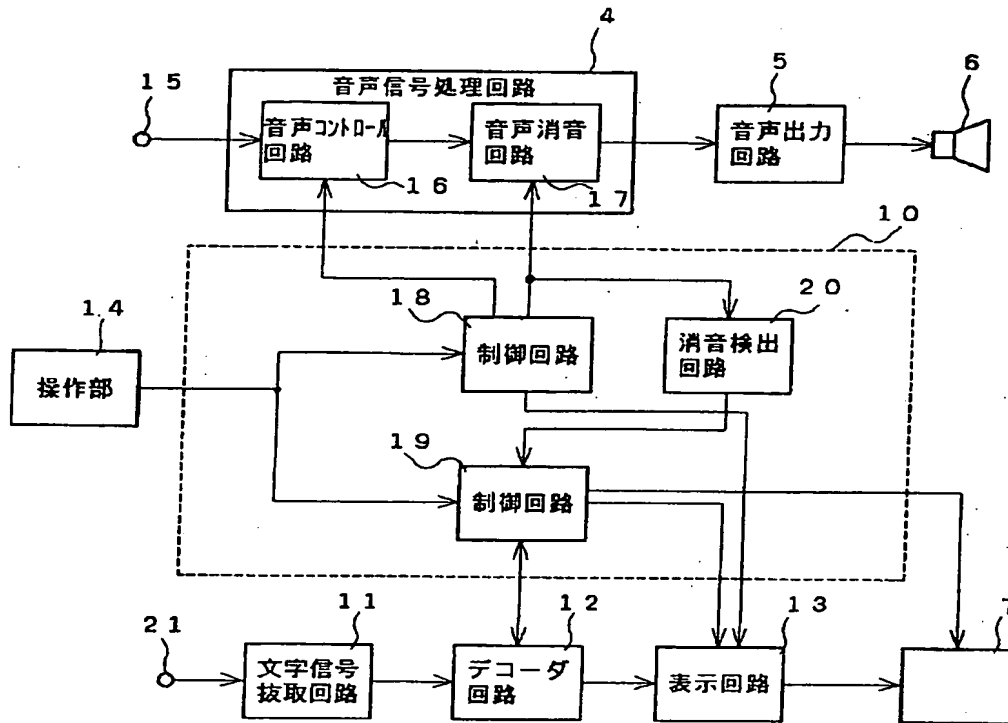 4
音声信号処理回路
15
音声コントロール
回路
16
音声消音
回路
17
5
音声出力
回路
6
10
14
操作部
18
制御回路
20
消音検出
回路
19
制御回路
21
11
文字信号
抜取回路
12
デコーダ
回路
13
表示回路
7